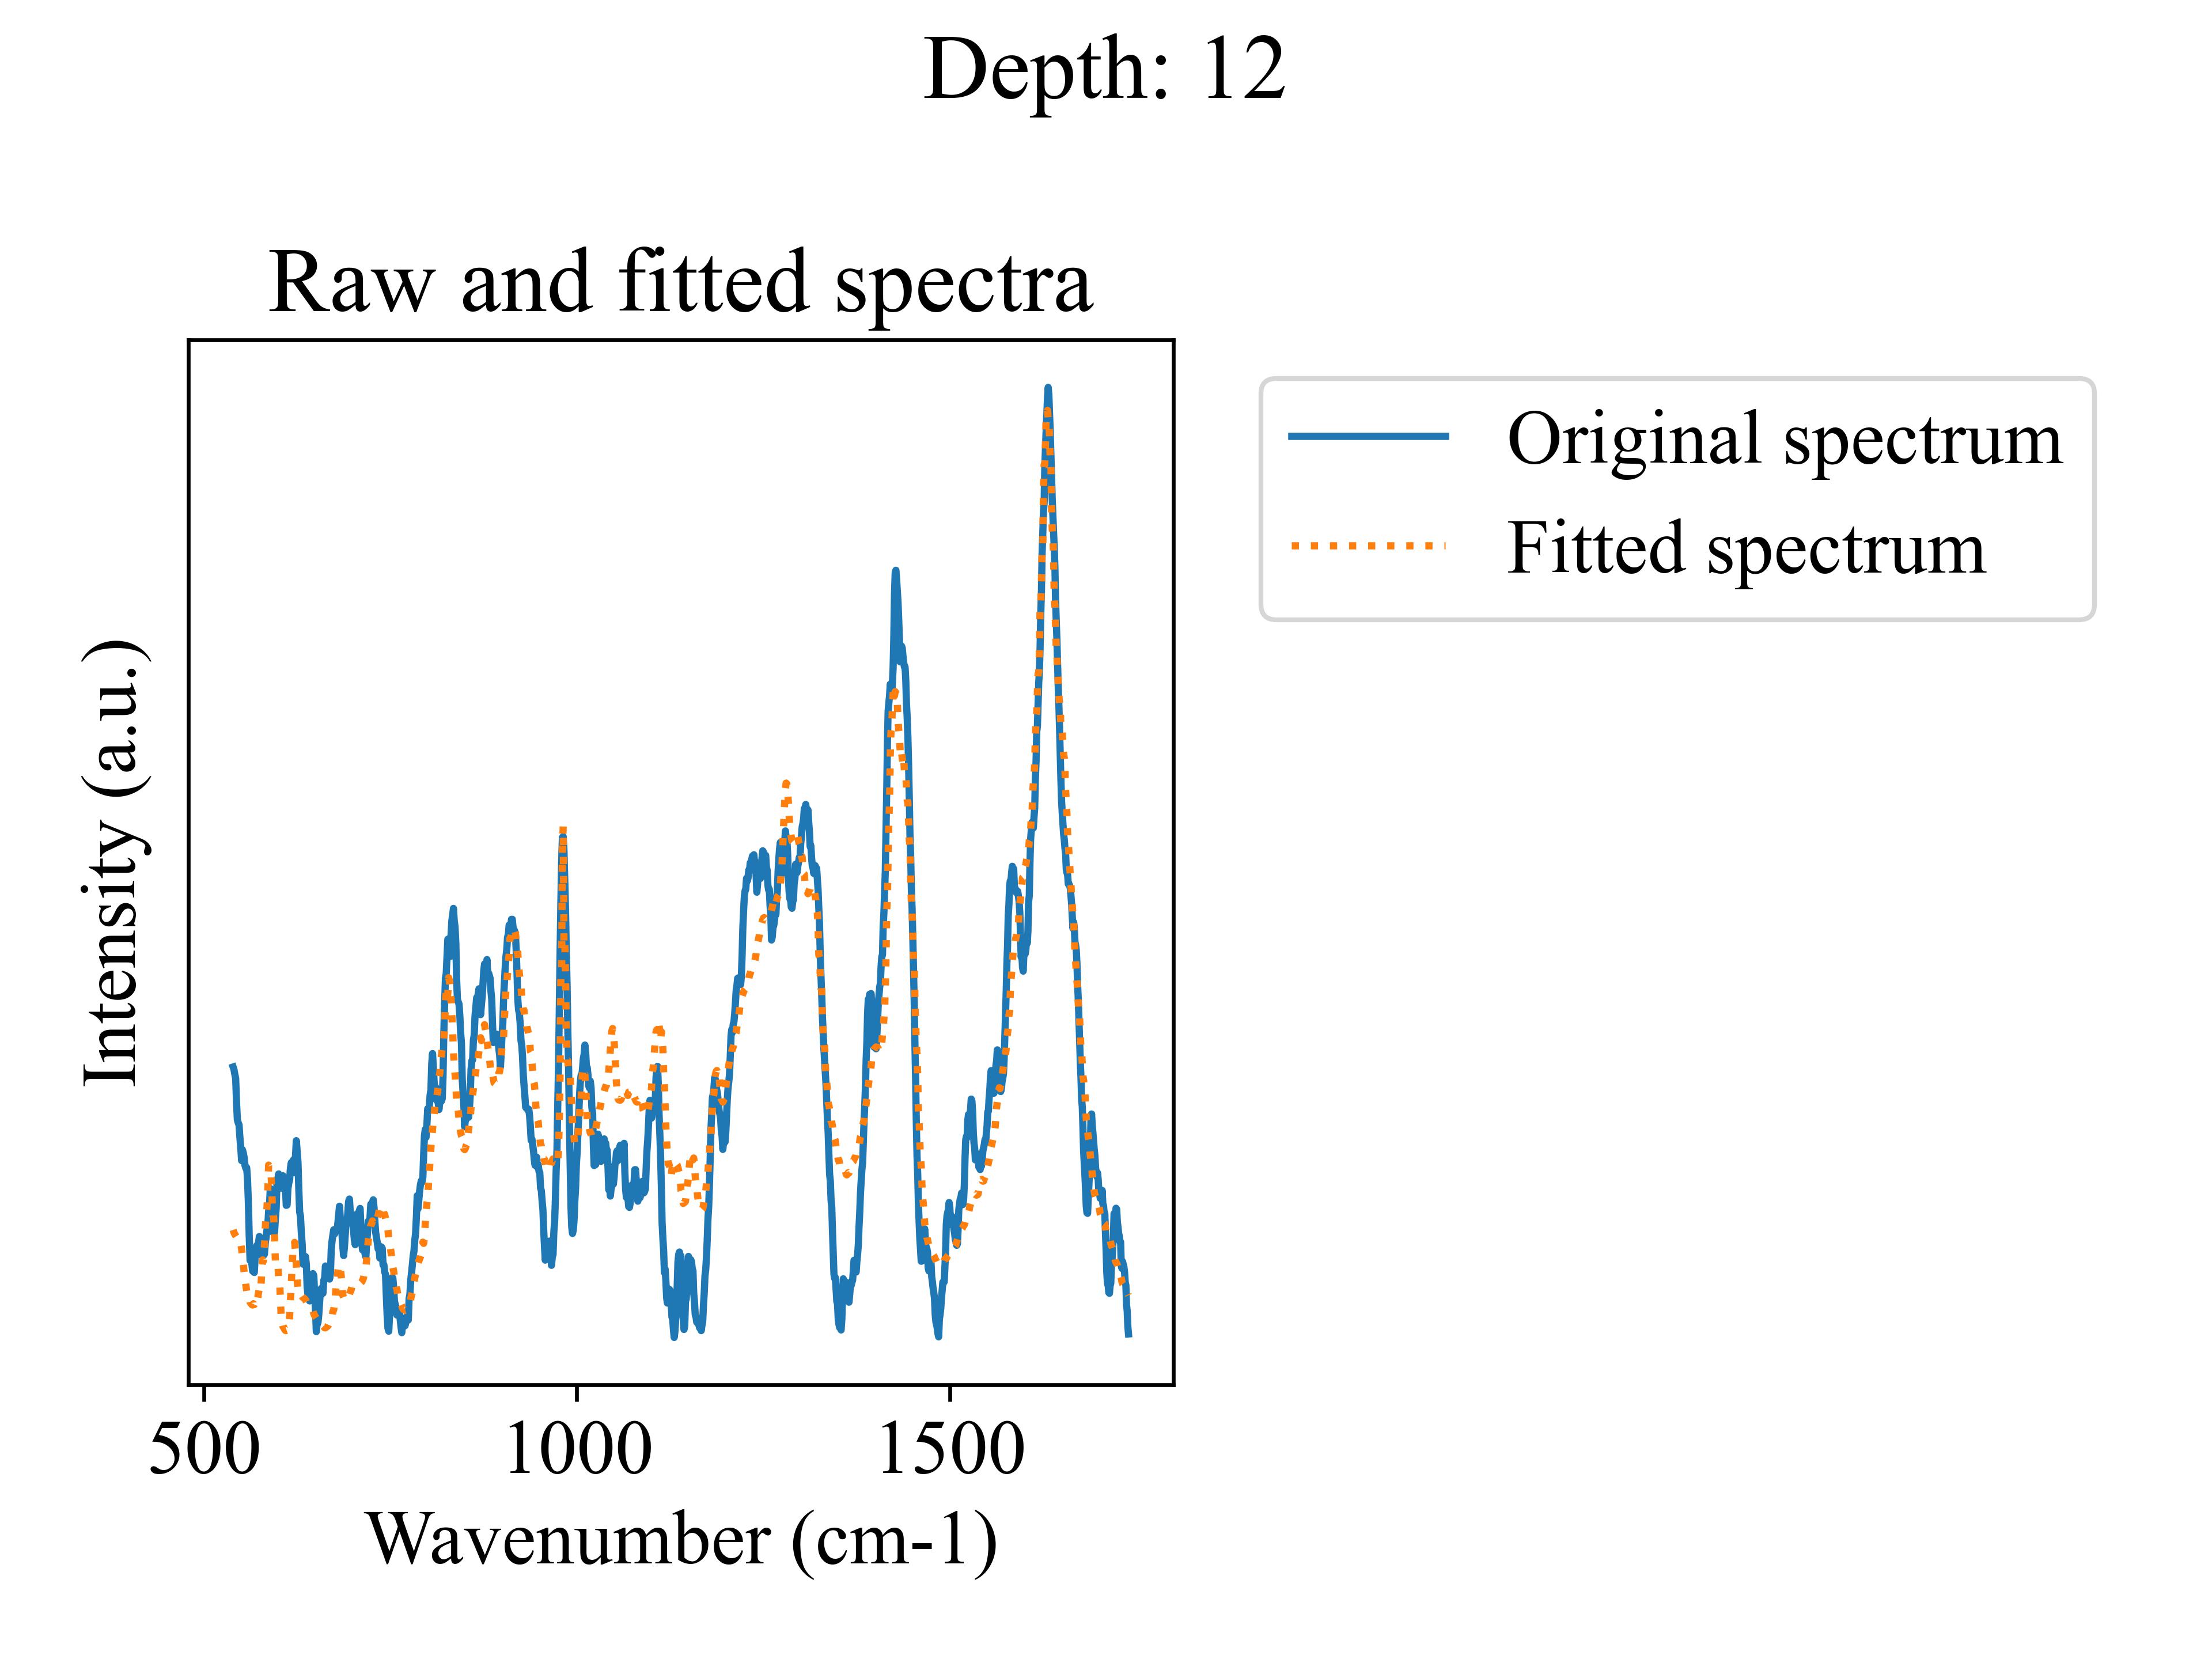 Depth: 12
Raw and fitted spectra
Original spectrum
Fitted spectrum
Intensity (a.u.)
500 1000 1500
Wavenumber (cm-1)